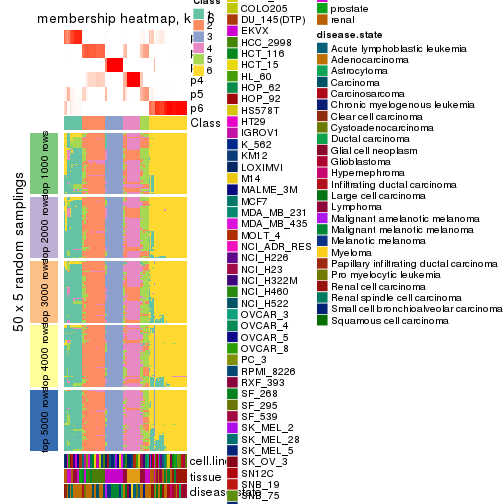 membership heatmap, k = 6
p4
p5
p6
Class
50 x 5 random samplings
top 1000 rows
top 2000 rows
top 3000 rows
top 4000 rows
top 5000 rows
cell.line
tissue
disease.state
Class
1
2
3
4
5
6
COLO205
DU_145(DTP)
EKVX
HCC_2998
HCT_116
HCT_15
HL_60
HOP_62
HOP_92
HS578T
HT29
IGROV1
K_562
KM12
LOXIMVI
M14
MALME_3M
MCF7
MDA_MB_231
MDA_MB_435
MOLT_4
NCI_ADR_RES
NCI_H226
NCI_H23
NCI_H322M
NCI_H460
NCI_H522
OVCAR_3
OVCAR_4
OVCAR_5
OVCAR_8
PC_3
RPMI_8226
RXF_393
SF_268
SF_295
SF_539
SK_MEL_2
SK_MEL_28
SK_MEL_5
SK_OV_3
SN12C
SNB_19
SNB_75
prostate
renal
disease.state
Acute lymphoblastic leukemia
Adenocarcinoma
Astrocytoma
Carcinoma
Carcinosarcoma
Chronic myelogenous leukemia
Clear cell carcinoma
Cystoadenocarcinoma
Ductal carcinoma
Glial cell neoplasm
Glioblastoma
Hypernephroma
Infiltrating ductal carcinoma
Large cell carcinoma
Lymphoma
Malignant amelanotic melanoma
Malignant melanotic melanoma
Melanotic melanoma
Myeloma
Papillary infiltrating ductal carcinoma
Pro myelocytic leukemia
Renal cell carcinoma
Renal spindle cell carcinoma
Small cell bronchioalveolar carcinoma
Squamous cell carcinoma